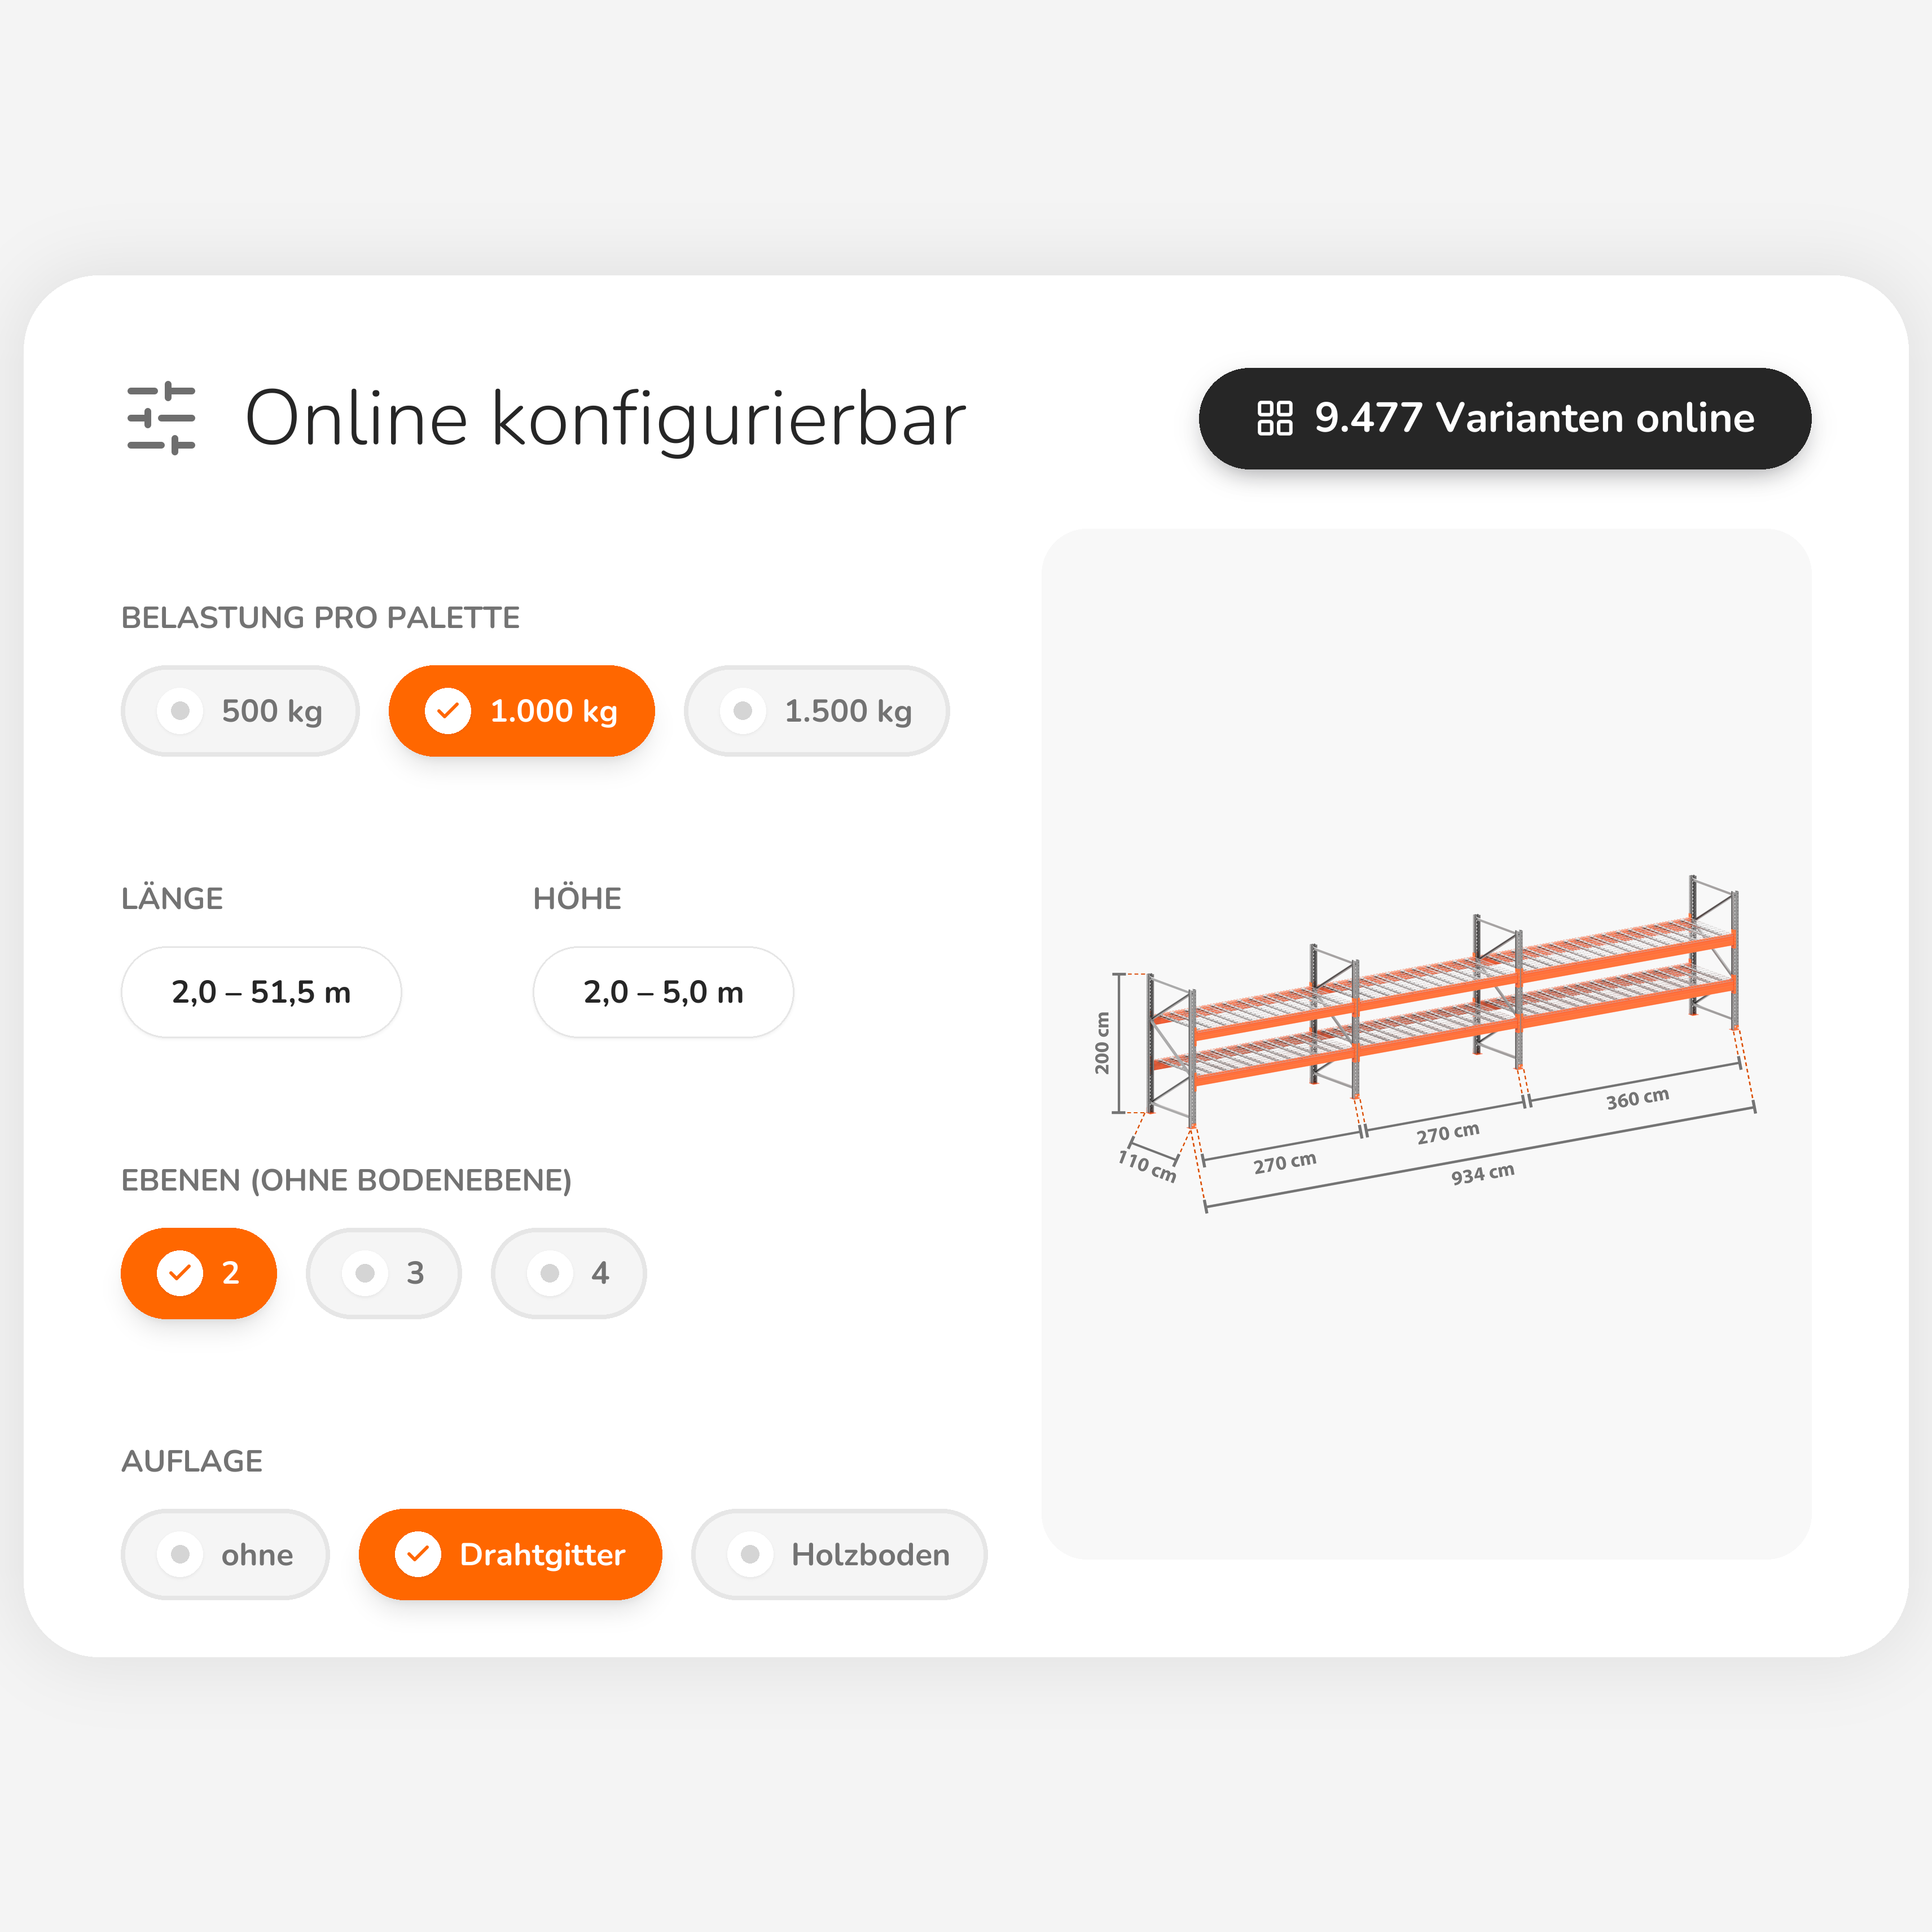 Online konfigurierbar
9.477 Varianten online
BELASTUNG PRO PALETTE
500 kg
1.000 kg
1.500 kg
LÄNGE
HÖHE
2,0 – 51,5 m
2,0 – 5,0 m
EBENEN (OHNE BODENEBENE)
2
3
4
AUFLAGE
ohne
Drahtgitter
Holzboden
200 cm
110 cm
270 cm
270 cm
360 cm
934 cm